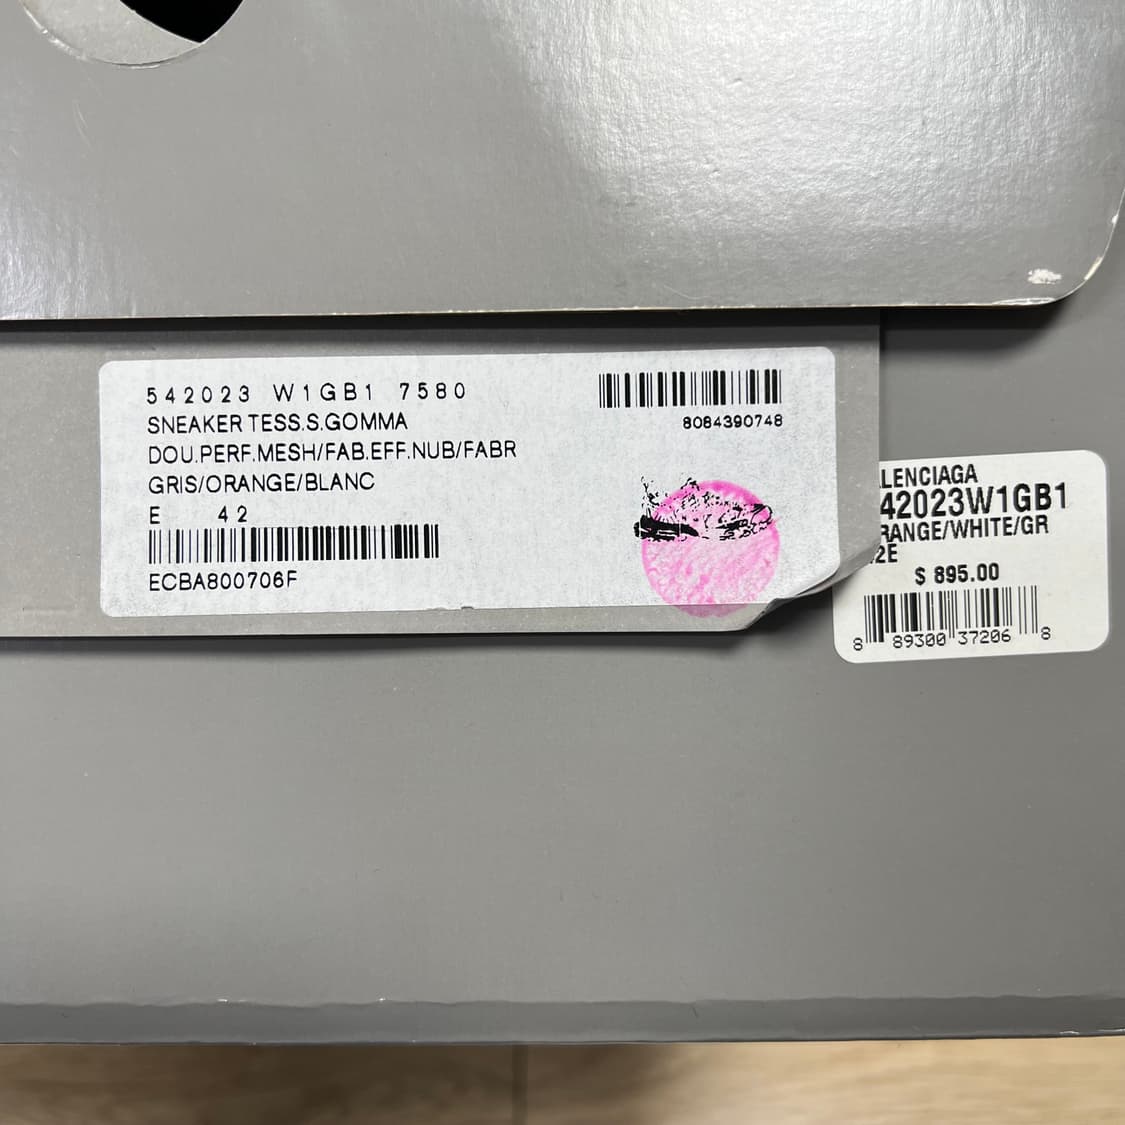 542023 W1GB1 7580
SNEAKER TESS.S.GOMMA
DOU.PERF.MESH/FAB.EFF.NUB/FABR
GRIS/ORANGE/BLANC
E 42
ECBA800706F
8084390748
LENCIAGA
42023W1GB1
RANGE/WHITE/GR
2E
$ 895.00
8 89300 37206 8